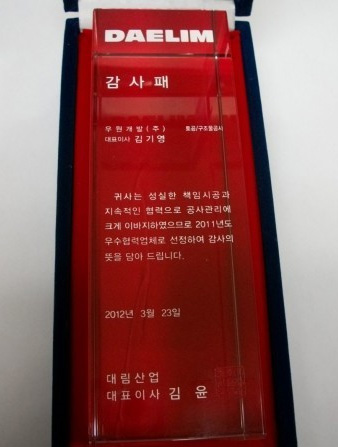 DAELIM
감사패
우원개발(주) 토공/구조물공사
대표이사 김기영
귀사는 성실한 책임시공과
지속적인 협력으로 공사관리에
크게 이바지하였으므로 2011년도
우수협력업체로 선정하여 감사의
뜻을 담아 드립니다.
2012년 3월 23일
대림산업
대표이사 김 윤